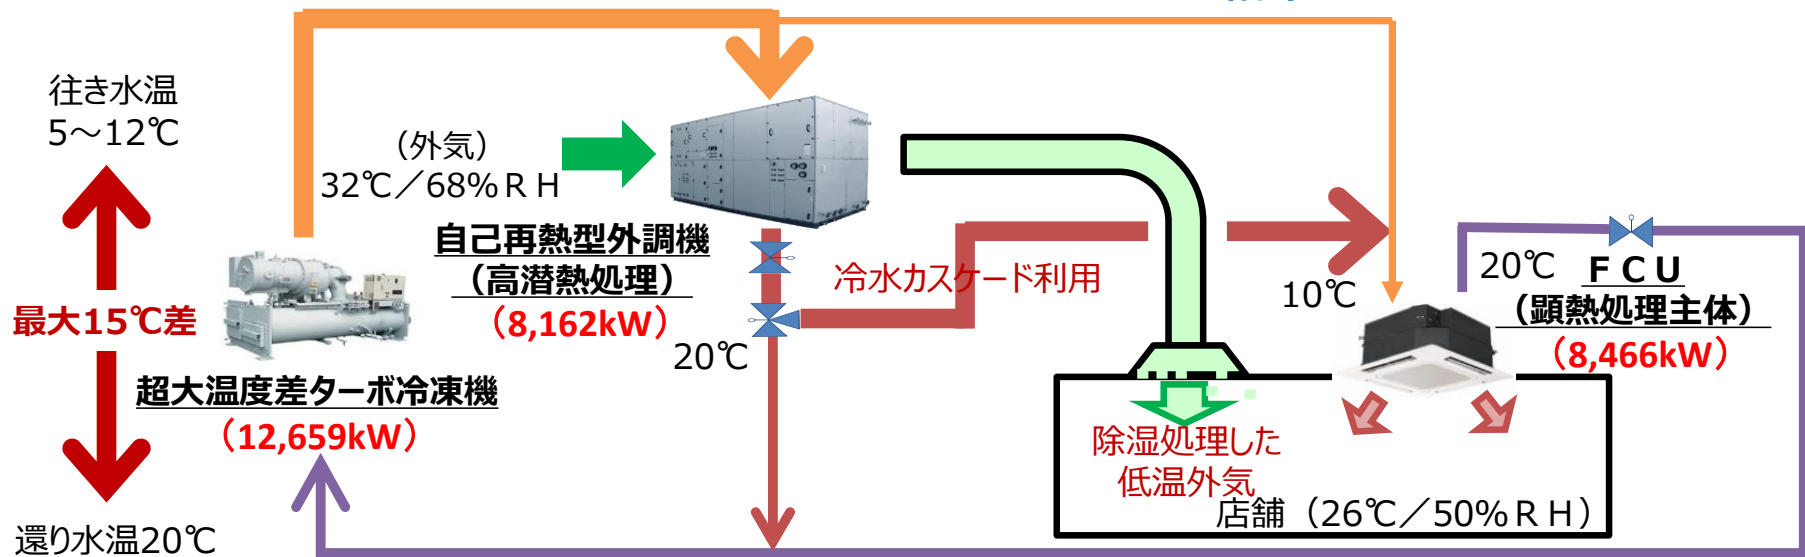 往き水温
5～12℃
最大15℃差
還り水温20℃
（外気）
32℃／68%ＲＨ
自己再熱型外調機
（高潜熱処理）
（8,162kW）
超大温度差ターボ冷凍機
（12,659kW）
20℃
冷水カスケード利用
10℃
20℃
ＦＣＵ
（顕熱処理主体）
（8,466kW）
除湿処理した
低温外気
店舗（26℃／50%ＲＨ）